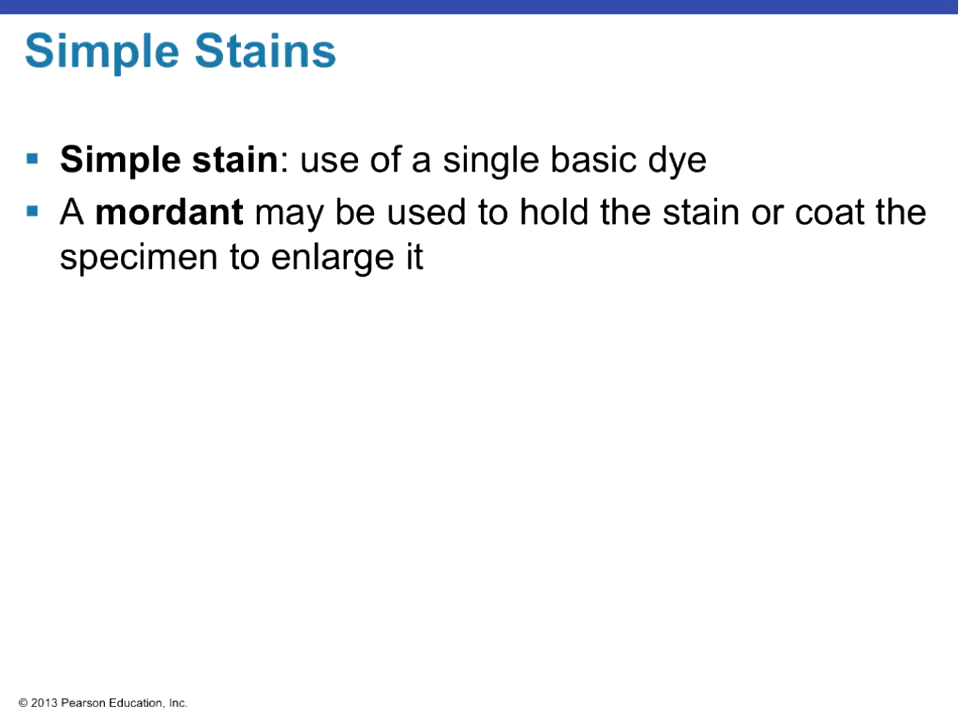 Simple Stains
▪ Simple stain: use of a single basic dye
▪ A mordant may be used to hold the stain or coat the
specimen to enlarge it
© 2013 Pearson Education, Inc.